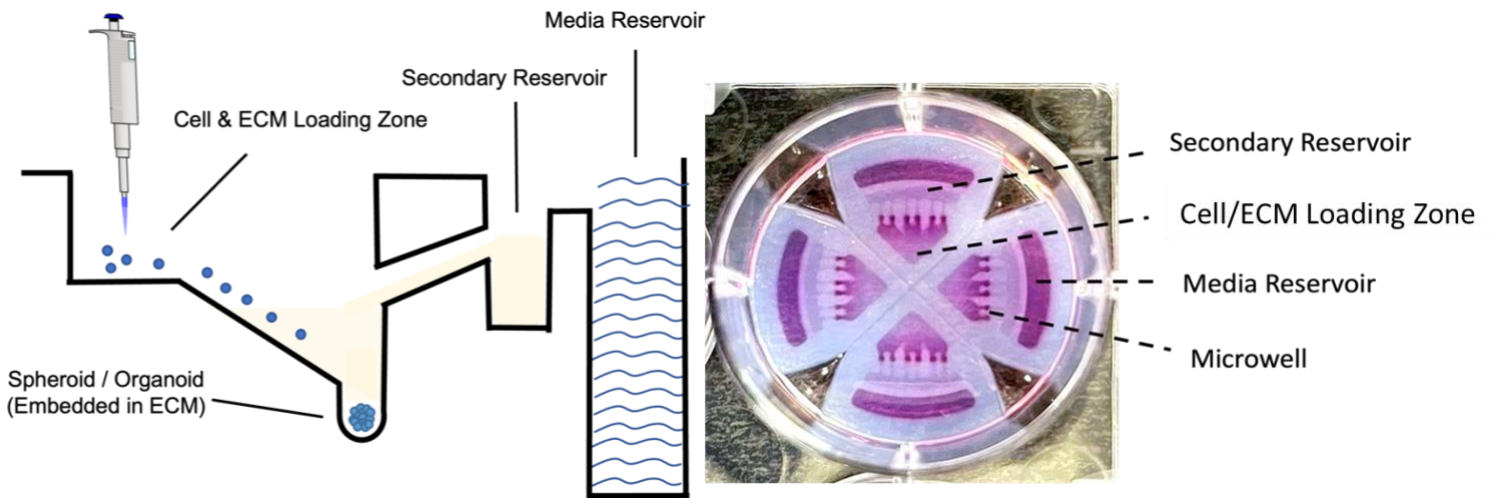 Media Reservoir
Secondary Reservoir
Cell & ECM Loading Zone
Spheroid / Organoid
(Embedded in ECM)
Secondary Reservoir
Cell/ECM Loading Zone
Media Reservoir
Microwell